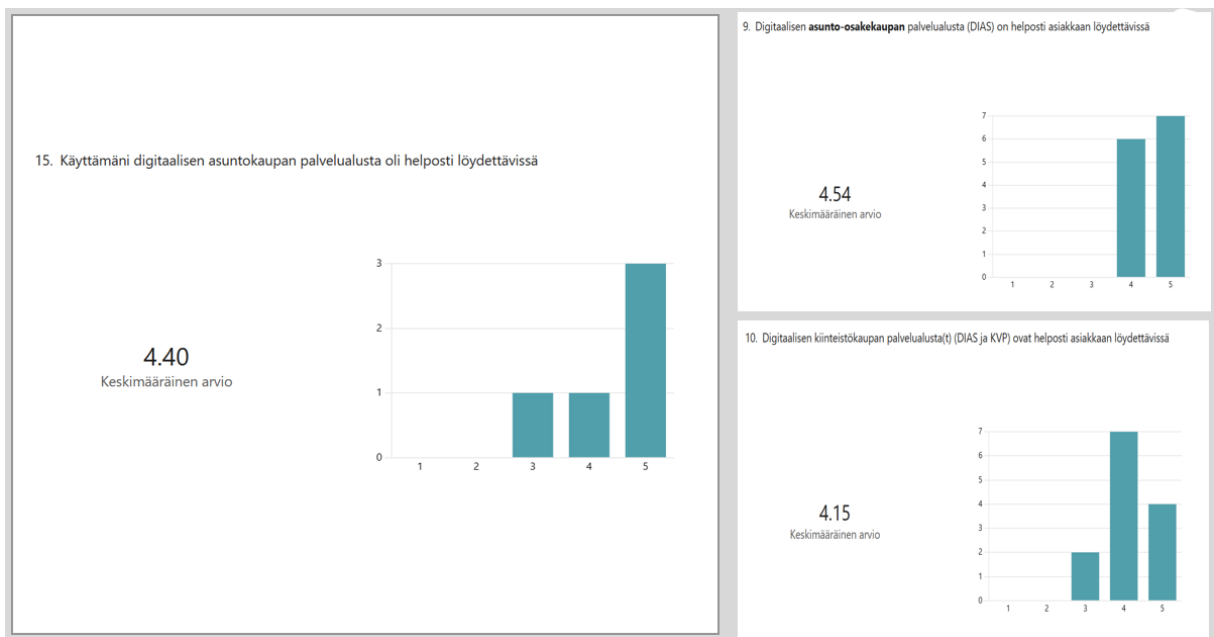 15. Käyttämäni digitaalisen asuntokaupan palvelualusta oli helposti löydettävissä
4.40
Keskimääräinen arvio
3
2
1
0
1 2 3 4 5
9. Digitaalisen asunto-osakekaupan palvelualusta (DIAS) on helposti asiakkaan löydettävissä
4.54
Keskimääräinen arvio
7
6
5
4
3
2
1
0
1 2 3 4 5
10. Digitaalisen kiinteistökaupan palvelualusta(t) (DIAS ja KVP) ovat helposti asiakkaan löydettävissä
4.15
Keskimääräinen arvio
7
6
5
4
3
2
1
0
1 2 3 4 5